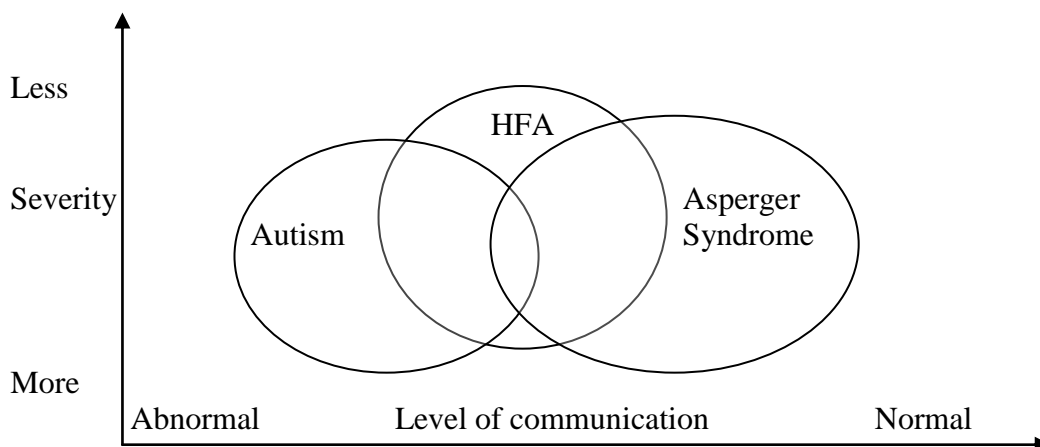 Less
HFA
Severity
Asperger
Syndrome
Autism
More
Abnormal
Level of communication
Normal